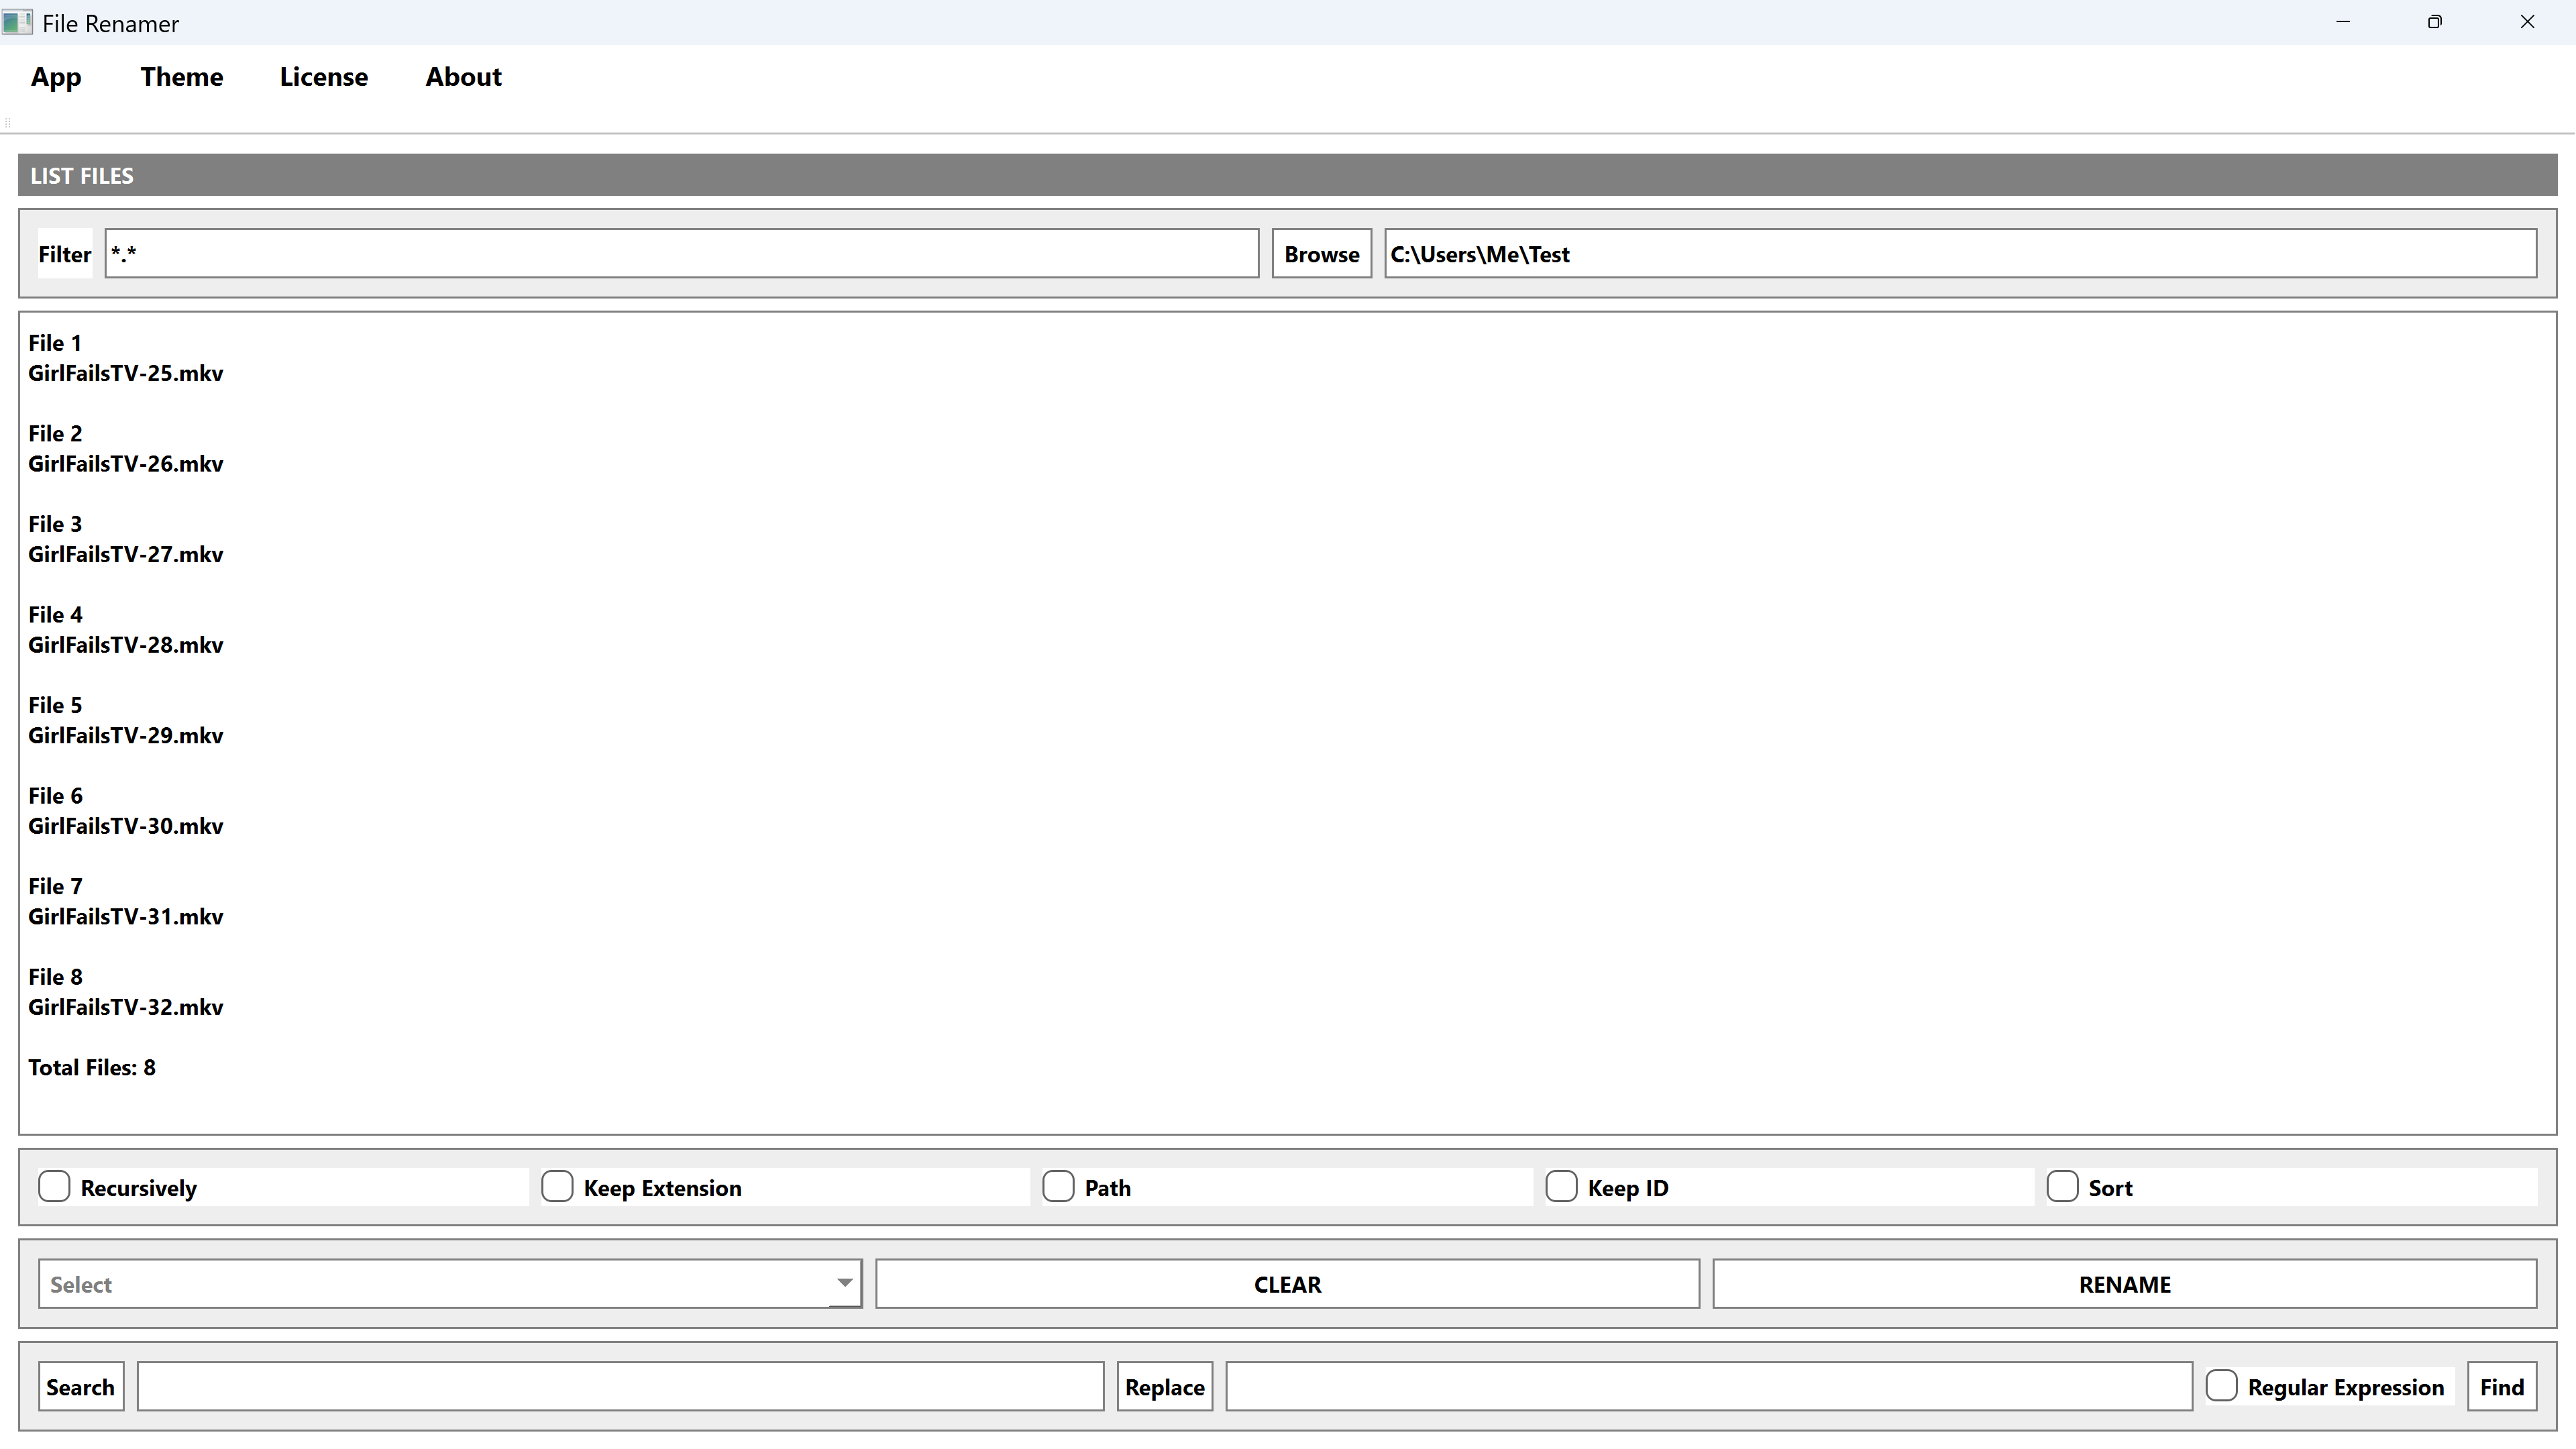 File Renamer
App Theme License About
LIST FILES
Filter *.* Browse C:\Users\Me\Test
File 1
GirlFailsTV-25.mkv
File 2
GirlFailsTV-26.mkv
File 3
GirlFailsTV-27.mkv
File 4
GirlFailsTV-28.mkv
File 5
GirlFailsTV-29.mkv
File 6
GirlFailsTV-30.mkv
File 7
GirlFailsTV-31.mkv
File 8
GirlFailsTV-32.mkv
Total Files: 8
Recursively Keep Extension Path Keep ID Sort
Select CLEAR RENAME
Search Replace Regular Expression Find